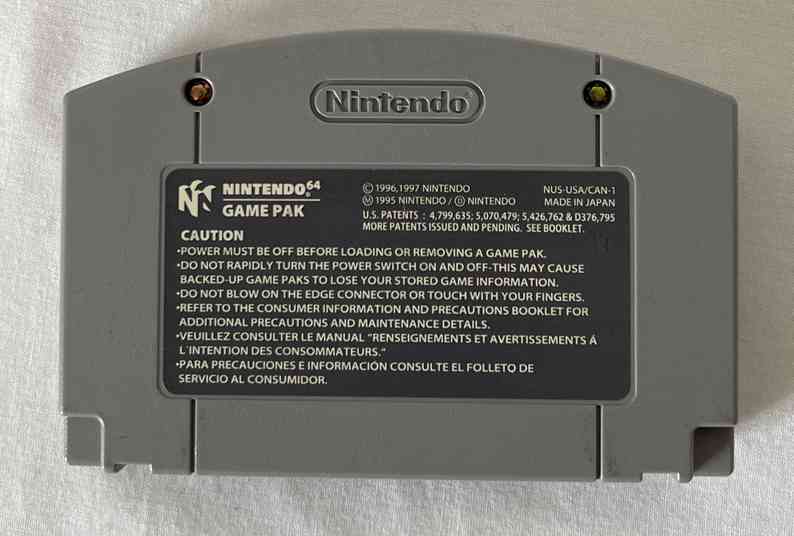 Nintendo®
NINTENDO⁶⁴®
GAME PAK
©1996,1997 NINTENDO
Ⓜ 1995 NINTENDO / Ⓓ NINTENDO
NUS-USA/CAN-1
MADE IN JAPAN
U.S. PATENTS : 4,799,635; 5,070,479; 5,426,762 & D376,795
MORE PATENTS ISSUED AND PENDING. SEE BOOKLET.
CAUTION
•POWER MUST BE OFF BEFORE LOADING OR REMOVING A GAME PAK.
•DO NOT RAPIDLY TURN THE POWER SWITCH ON AND OFF-THIS MAY CAUSE
BACKED-UP GAME PAKS TO LOSE YOUR STORED GAME INFORMATION.
•DO NOT BLOW ON THE EDGE CONNECTOR OR TOUCH WITH YOUR FINGERS.
•REFER TO THE CONSUMER INFORMATION AND PRECAUTIONS BOOKLET FOR
ADDITIONAL PRECAUTIONS AND MAINTENANCE DETAILS.
•VEUILLEZ CONSULTER LE MANUAL "RENSEIGNEMENTS ET AVERTISSEMENTS Á
L'INTENTION DES CONSOMMATEURS."
•PARA PRECAUCIONES E INFORMACIÓN CONSULTE EL FOLLETO DE
SERVICIO AL CONSUMIDOR.